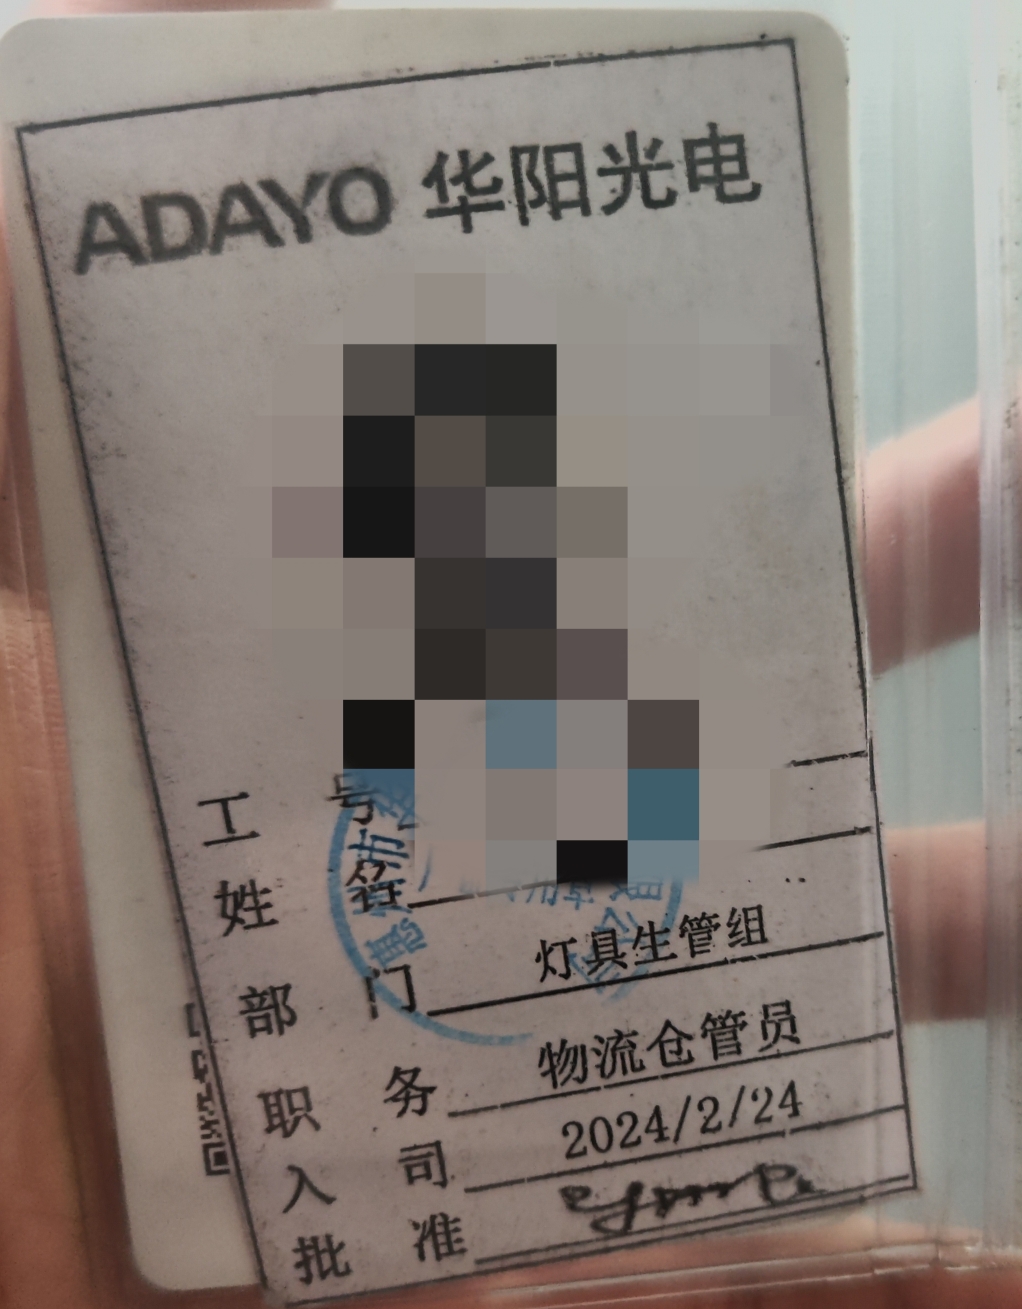 ADAYO 华阳光电
工 号
姓 名
部 门 灯具生管组
职 务 物流仓管员
入 司 2024/2/24
批 准